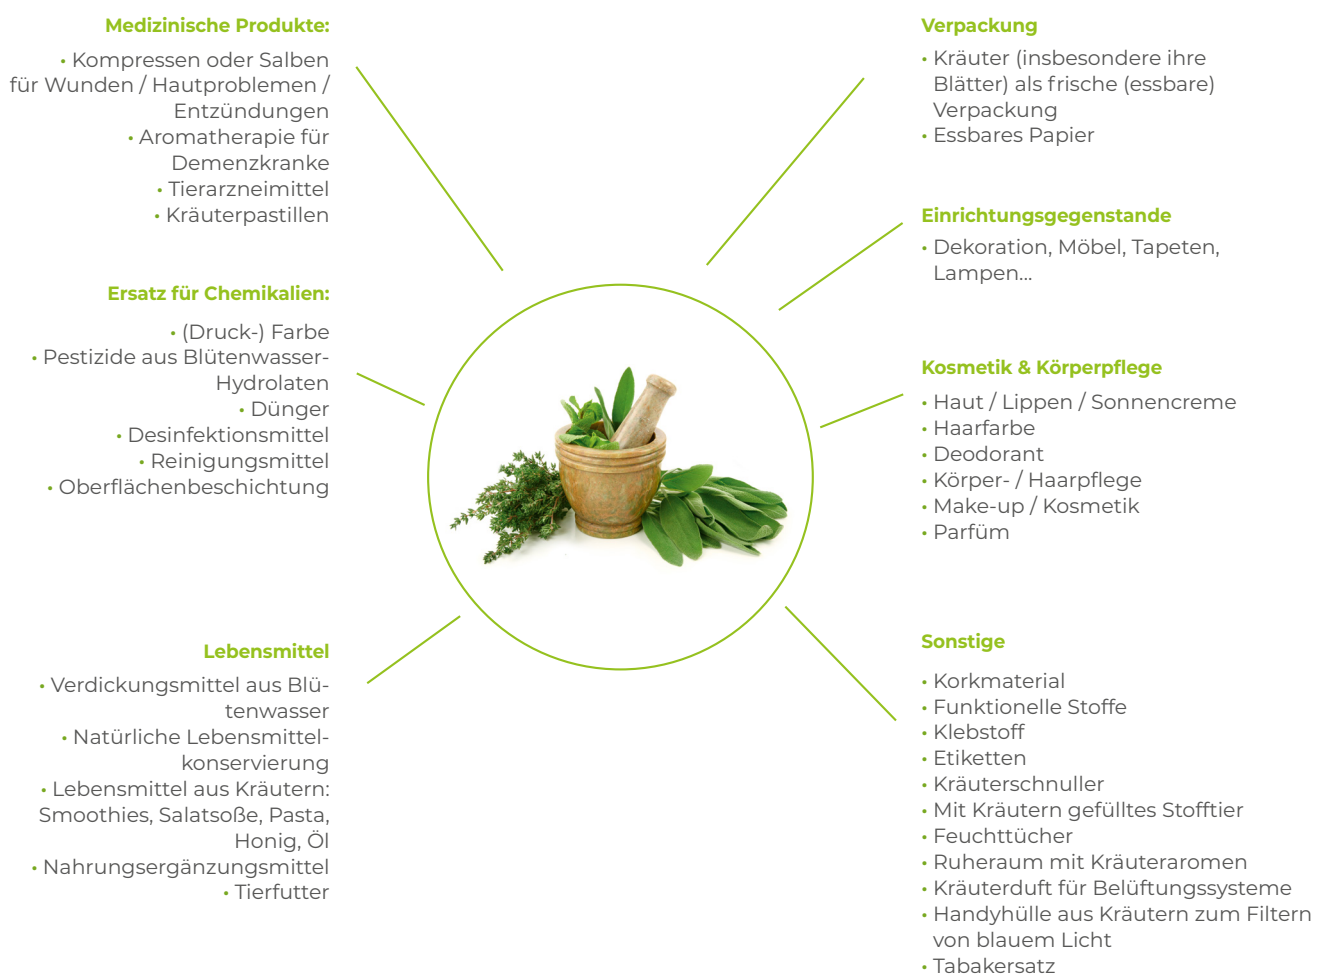 Medizinische Produkte:
• Kompressen oder Salben
für Wunden / Hautproblemen /
Entzündungen
• Aromatherapie für
Demenzkranke
• Tierarzneimittel
• Kräuterpastillen
Ersatz für Chemikalien:
• (Druck-) Farbe
• Pestizide aus Blütenwasser-
Hydrolaten
• Dünger
• Desinfektionsmittel
• Reinigungsmittel
• Oberflächenbeschichtung
Lebensmittel
• Verdickungsmittel aus Blü-
tenwasser
• Natürliche Lebensmittel-
konservierung
• Lebensmittel aus Kräutern:
Smoothies, Salatsoße, Pasta,
Honig, Öl
• Nahrungsergänzungsmittel
• Tierfutter
Verpackung
• Kräuter (insbesondere ihre
Blätter) als frische (essbare)
Verpackung
• Essbares Papier
Einrichtungsgegenstande
• Dekoration, Möbel, Tapeten,
Lampen...
Kosmetik & Körperpflege
• Haut / Lippen / Sonnencreme
• Haarfarbe
• Deodorant
• Körper- / Haarpflege
• Make-up / Kosmetik
• Parfüm
Sonstige
• Korkmaterial
• Funktionelle Stoffe
• Klebstoff
• Etiketten
• Kräuterschnuller
• Mit Kräutern gefülltes Stofftier
• Feuchttücher
• Ruheraum mit Kräuteraromen
• Kräuterduft für Belüftungssysteme
• Handyhülle aus Kräutern zum Filtern
von blauem Licht
• Tabakersatz